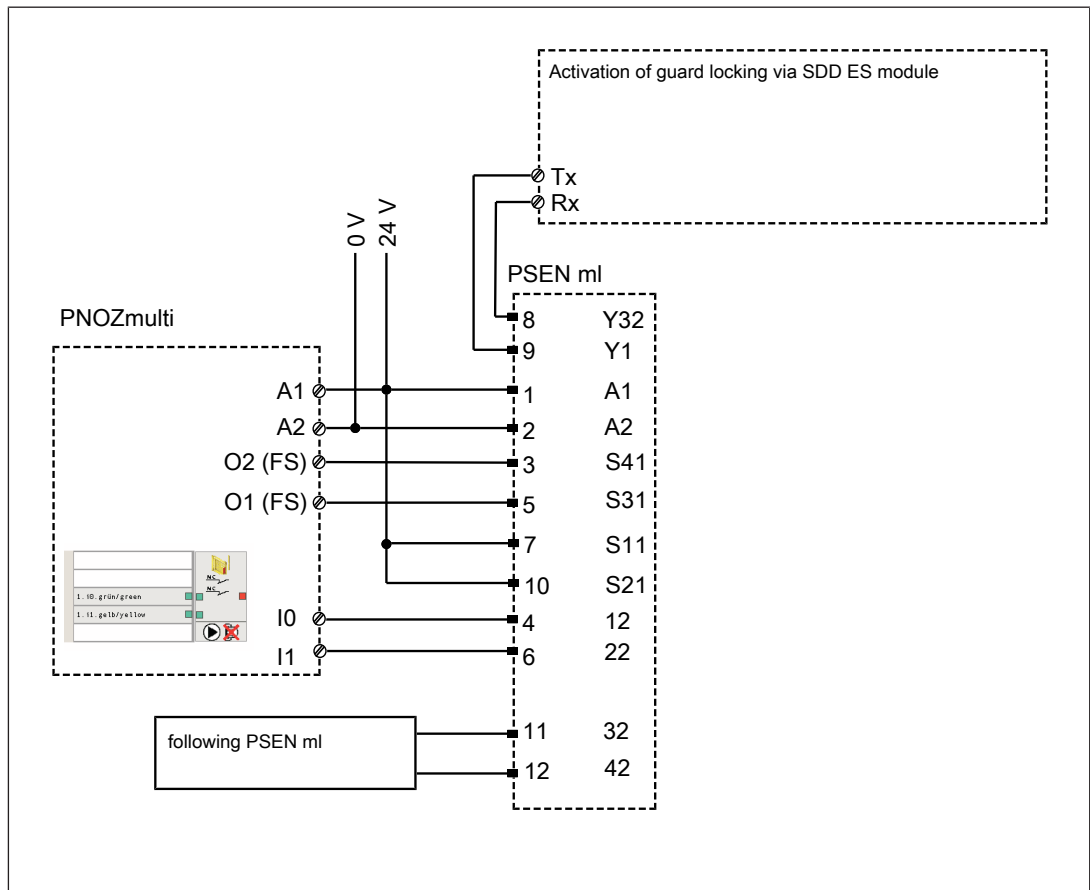 Activation of guard locking via SDD ES module
Tx
Rx
0 V
24 V
PSEN ml
8 Y32
9 Y1
PNOZmulti
A1
1 A1
A2
2 A2
O2 (FS)
3 S41
O1 (FS)
5 S31
7 S11
10 S21
NC
NC
1.i0.grün/green
1.i1.gelb/yellow
I0
4 12
I1
6 22
following PSEN ml
11 32
12 42